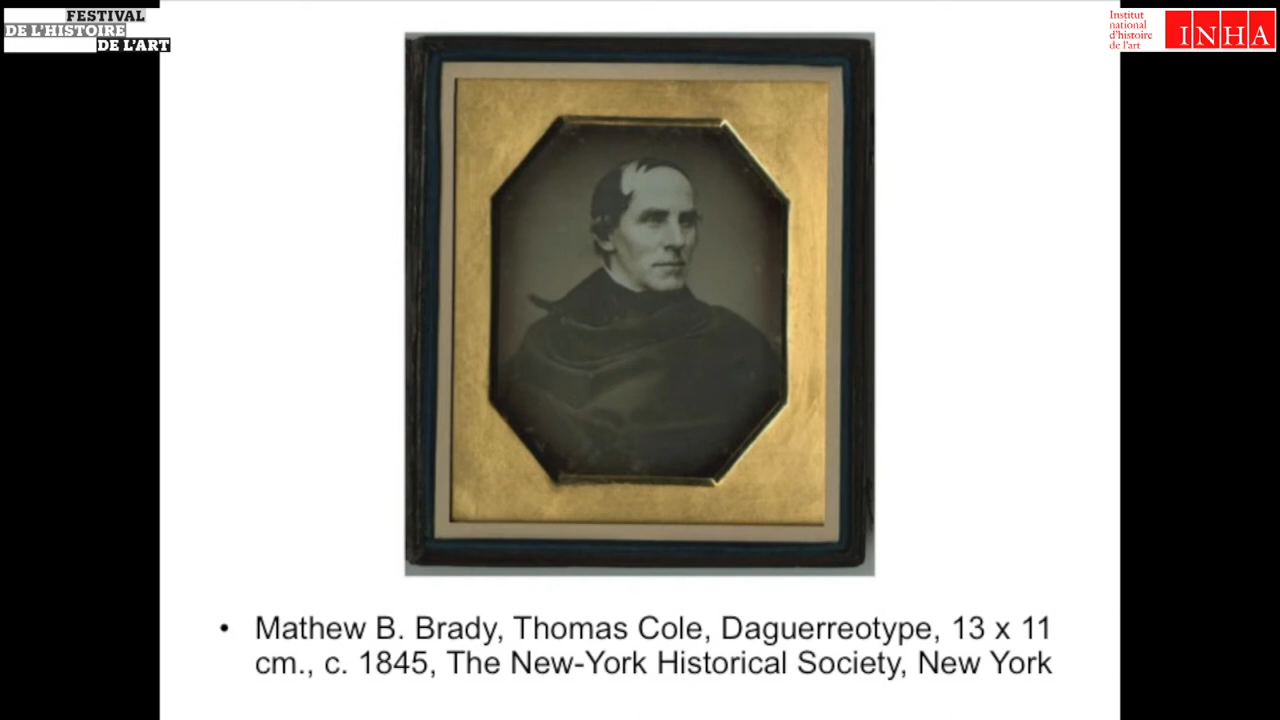 FESTIVAL
DE L'HISTOIRE
DE L'ART
Institut
national
d'histoire
de l'art
INHA
• Mathew B. Brady, Thomas Cole, Daguerreotype, 13 x 11
cm., c. 1845, The New-York Historical Society, New York